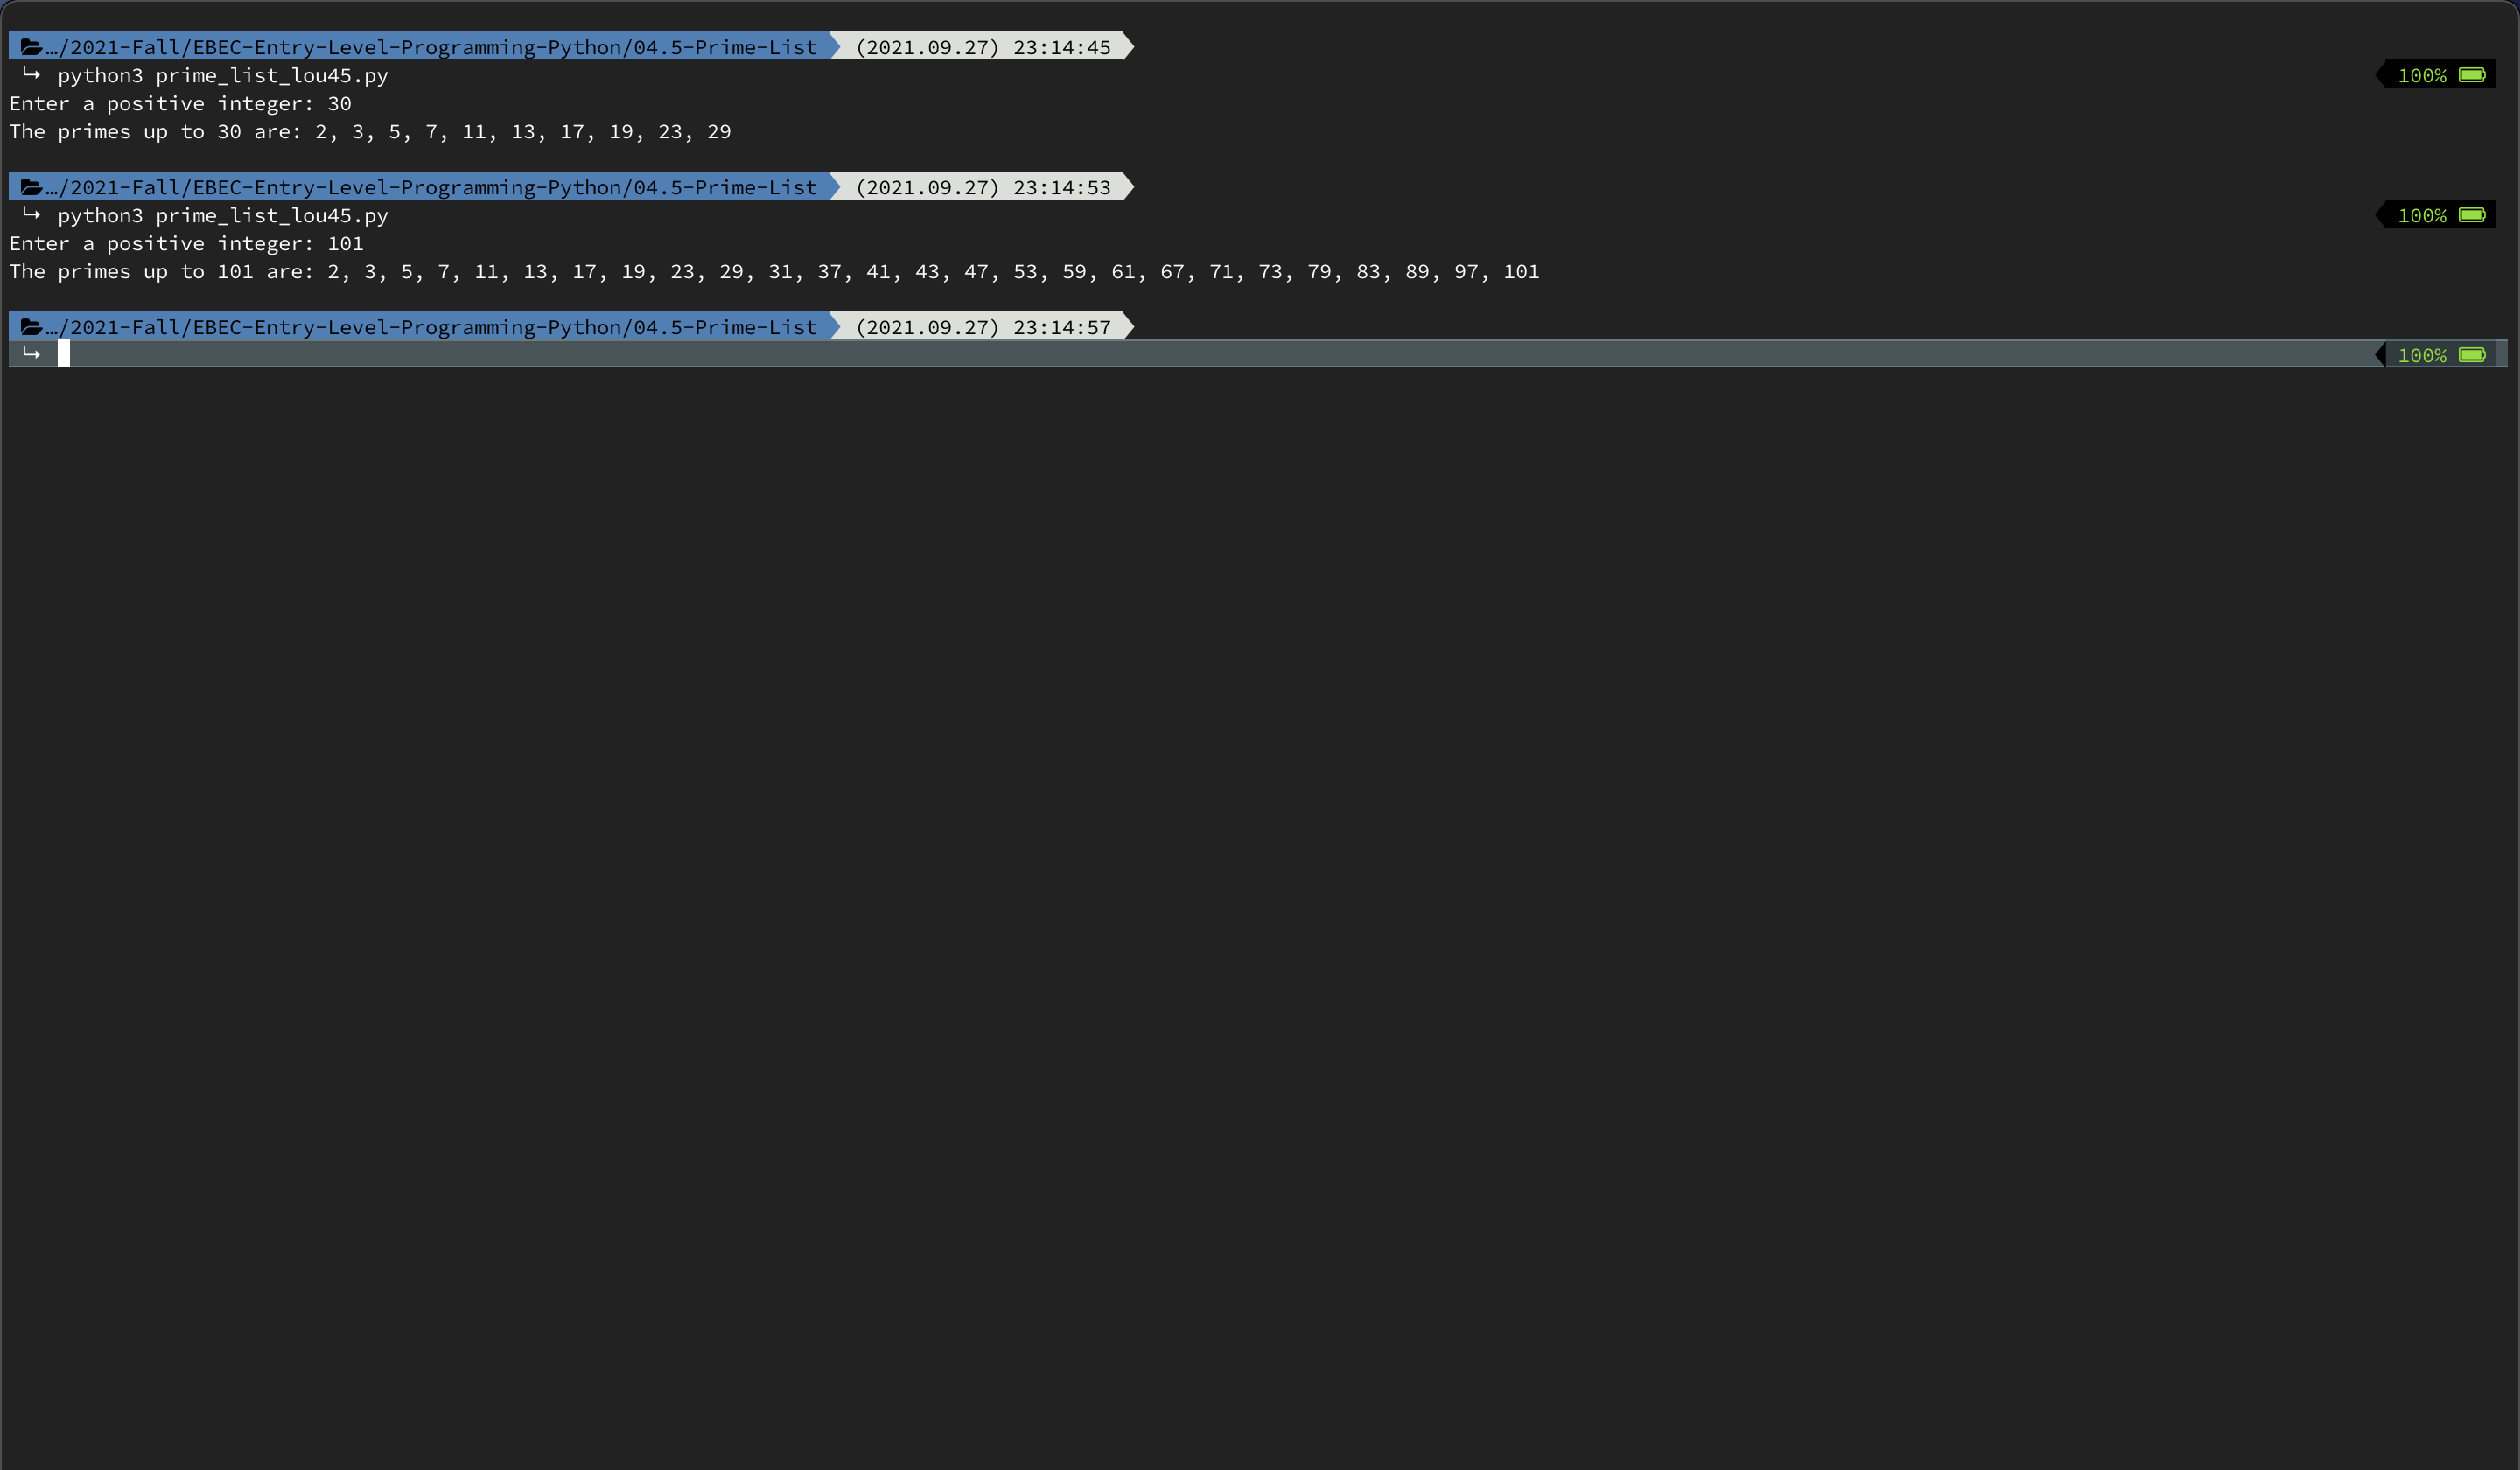 …/2021-Fall/EBEC-Entry-Level-Programming-Python/04.5-Prime-List (2021.09.27) 23:14:45
↳ python3 prime_list_lou45.py 100%
Enter a positive integer: 30
The primes up to 30 are: 2, 3, 5, 7, 11, 13, 17, 19, 23, 29
…/2021-Fall/EBEC-Entry-Level-Programming-Python/04.5-Prime-List (2021.09.27) 23:14:53
↳ python3 prime_list_lou45.py 100%
Enter a positive integer: 101
The primes up to 101 are: 2, 3, 5, 7, 11, 13, 17, 19, 23, 29, 31, 37, 41, 43, 47, 53, 59, 61, 67, 71, 73, 79, 83, 89, 97, 101
…/2021-Fall/EBEC-Entry-Level-Programming-Python/04.5-Prime-List (2021.09.27) 23:14:57
↳ 100%